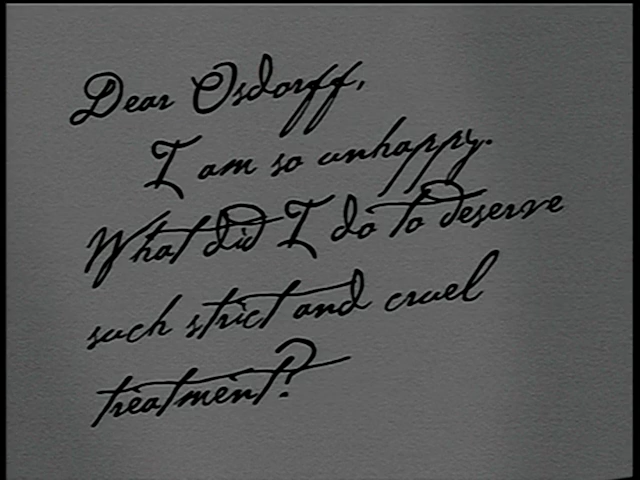 Dear Osdorff,
I am so unhappy.
What did I do to deserve
such strict and cruel
treatment?